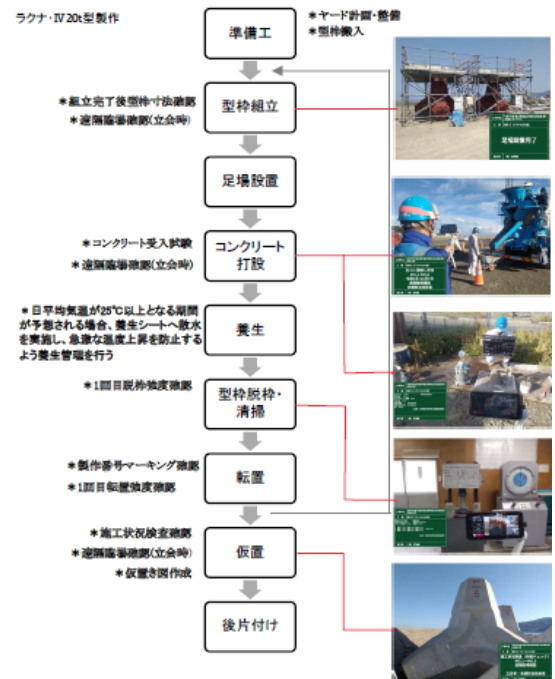 ラクナ・Ⅳ 20t型製作
準備工
＊ヤード計画・整備
＊型枠搬入
＊組立完了後型枠寸法確認
＊遠隔臨場確認(立会時)
型枠組立
足場設置完了
足場設置
＊コンクリート受入試験
＊遠隔臨場確認(立会時)
コンクリート
打設
＊日平均気温が25℃以上となる期間
が予想される場合、養生シートへ散水
を実施し、急激な温度上昇を防止する
よう養生管理を行う
養生
＊1回目脱枠強度確認
型枠脱枠・
清掃
＊製作番号マーキング確認
＊1回目転置強度確認
転置
＊施工状況検査確認
＊遠隔臨場確認(立会時)
＊仮置き図作成
仮置
後片付け